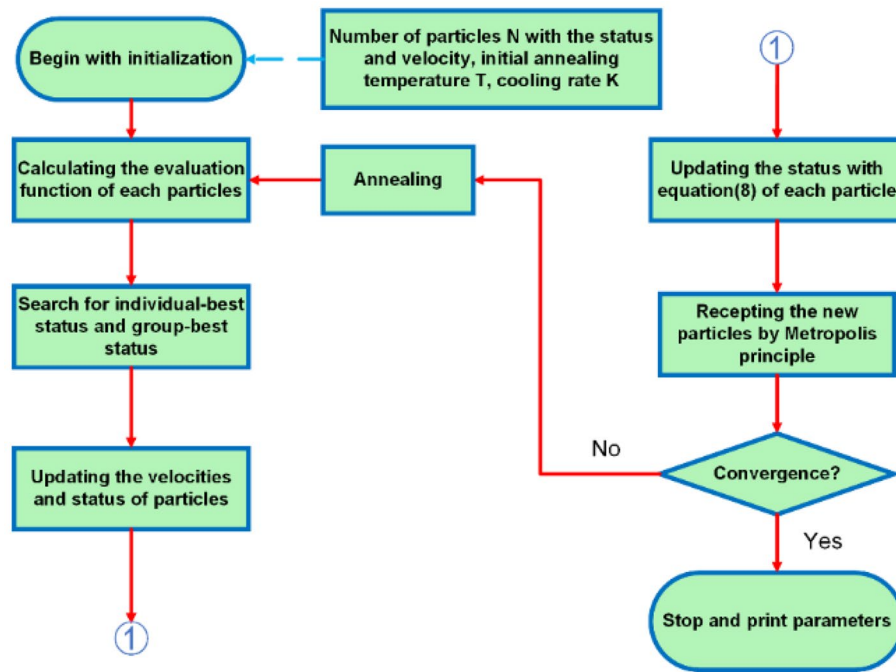 Begin with initialization
Number of particles N with the status
and velocity, initial annealing
temperature T, cooling rate K
Calculating the evaluation
function of each particles
Annealing
Search for individual-best
status and group-best
status
Updating the velocities
and status of particles
1
1
Updating the status with
equation(8) of each particle
Recepting the new
particles by Metropolis
principle
Convergence?
No
Yes
Stop and print parameters